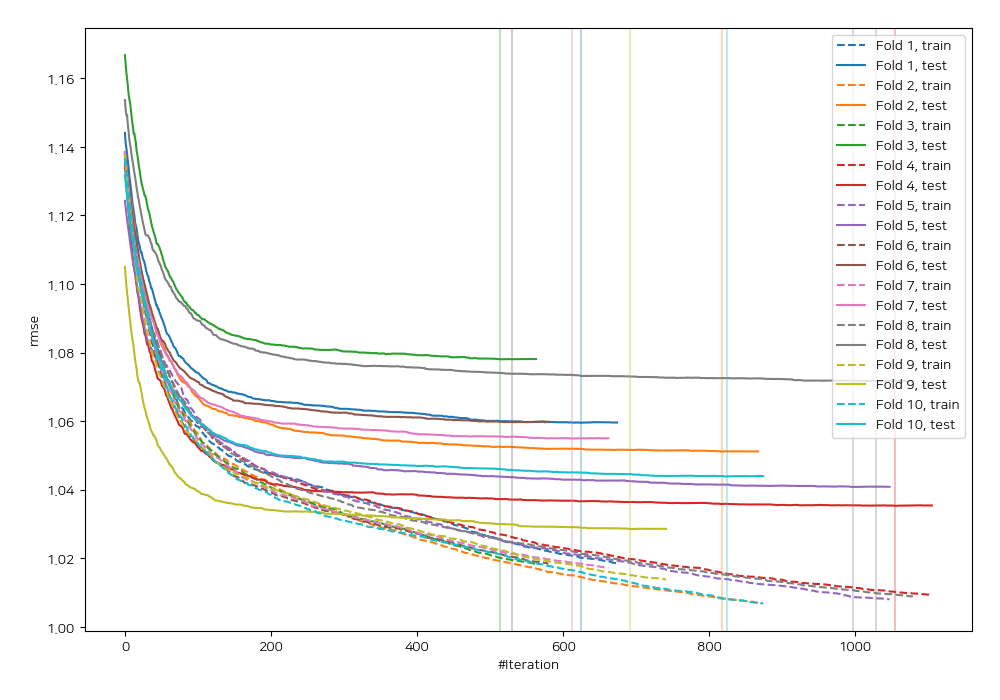 1.16
1.14
1.12
1.10
1.08
1.06
1.04
1.02
1.00
rmse
0
200
400
600
800
1000
#Iteration
Fold 1, train
Fold 1, test
Fold 2, train
Fold 2, test
Fold 3, train
Fold 3, test
Fold 4, train
Fold 4, test
Fold 5, train
Fold 5, test
Fold 6, train
Fold 6, test
Fold 7, train
Fold 7, test
Fold 8, train
Fold 8, test
Fold 9, train
Fold 9, test
Fold 10, train
Fold 10, test